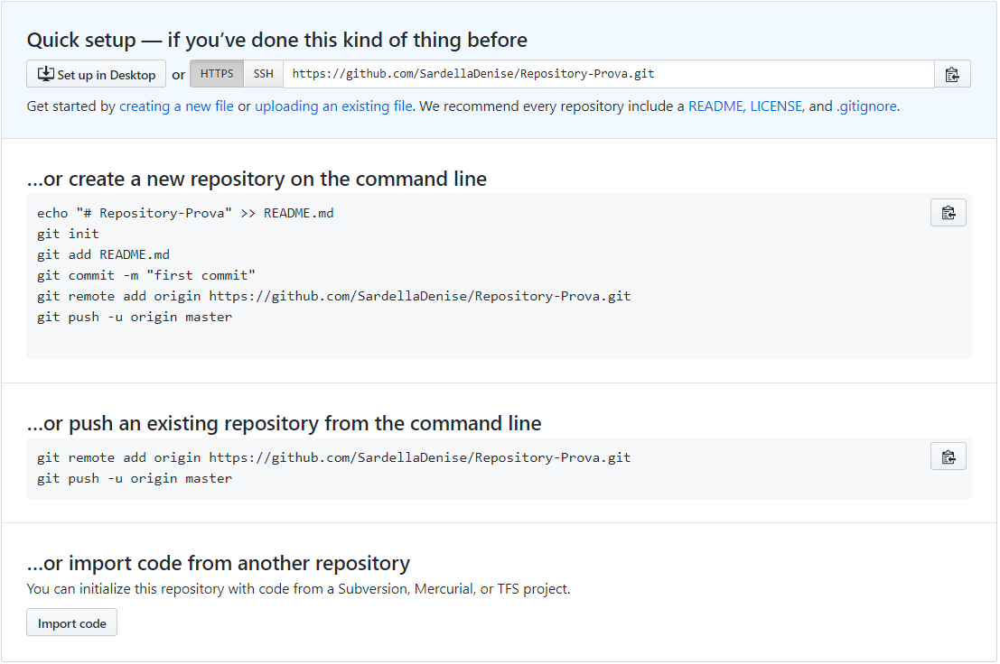 Quick setup — if you’ve done this kind of thing before
Set up in Desktop or HTTPS SSH https://github.com/SardellaDenise/Repository-Prova.git
Get started by creating a new file or uploading an existing file. We recommend every repository include a README, LICENSE, and .gitignore.
…or create a new repository on the command line
echo "# Repository-Prova" >> README.md
git init
git add README.md
git commit -m "first commit"
git remote add origin https://github.com/SardellaDenise/Repository-Prova.git
git push -u origin master
…or push an existing repository from the command line
git remote add origin https://github.com/SardellaDenise/Repository-Prova.git
git push -u origin master
…or import code from another repository
You can initialize this repository with code from a Subversion, Mercurial, or TFS project.
Import code